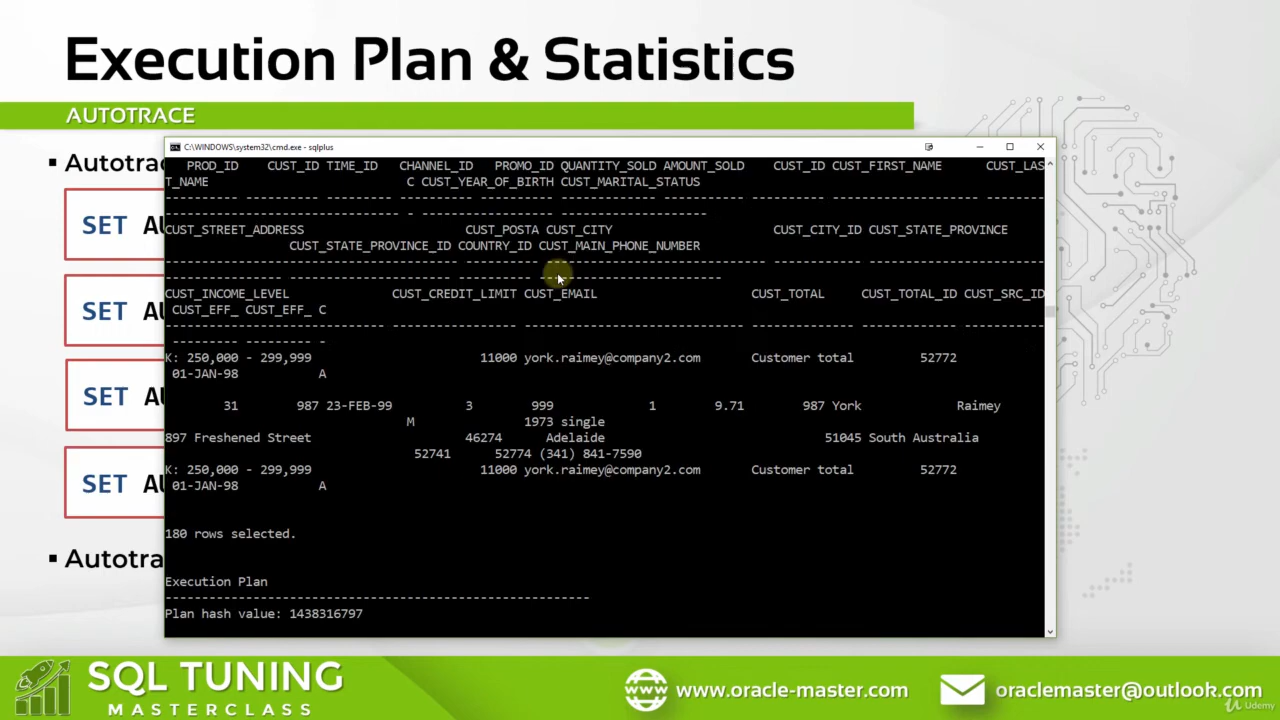 Execution Plan & Statistics
AUTOTRACE
▪ Autotra
C:\WINDOWS\system32\cmd.exe - sqlplus
PROD_ID CUST_ID TIME_ID CHANNEL_ID PROMO_ID QUANTITY_SOLD AMOUNT_SOLD CUST_ID CUST_FIRST_NAME CUST_LAS
T_NAME C CUST_YEAR_OF_BIRTH CUST_MARITAL_STATUS
---------- ---------- --------- ---------- ---------- ------------- ----------- ---------- -------------------- --------
-------------------------------- - ------------------ --------------------
CUST_STREET_ADDRESS CUST_POSTA CUST_CITY CUST_CITY_ID CUST_STATE_PROVINCE
CUST_STATE_PROVINCE_ID COUNTRY_ID CUST_MAIN_PHONE_NUMBER
---------------------------------------- ---------- ------------------------------ ------------ ------------------------
---------------- ---------------------- ---------- -------------------------
CUST_INCOME_LEVEL CUST_CREDIT_LIMIT CUST_EMAIL CUST_TOTAL CUST_TOTAL_ID CUST_SRC_ID
CUST_EFF_ CUST_EFF_ C
------------------------------ ----------------- ------------------------------ -------------- ------------- -----------
--------- --------- -
K: 250,000 - 299,999 11000 york.raimey@company2.com Customer total 52772
01-JAN-98 A
31 987 23-FEB-99 3 999 1 9.71 987 York Raimey
M 1973 single
897 Freshened Street 46274 Adelaide 51045 South Australia
52741 52774 (341) 841-7590
K: 250,000 - 299,999 11000 york.raimey@company2.com Customer total 52772
01-JAN-98 A
180 rows selected.
Execution Plan
----------------------------------------------------------
Plan hash value: 1438316797
SET AU
SET AU
SET AU
SET AU
▪ Autotra
SQL TUNING
MASTERCLASS
www.oracle-master.com
oraclemaster@outlook.com
Udemy